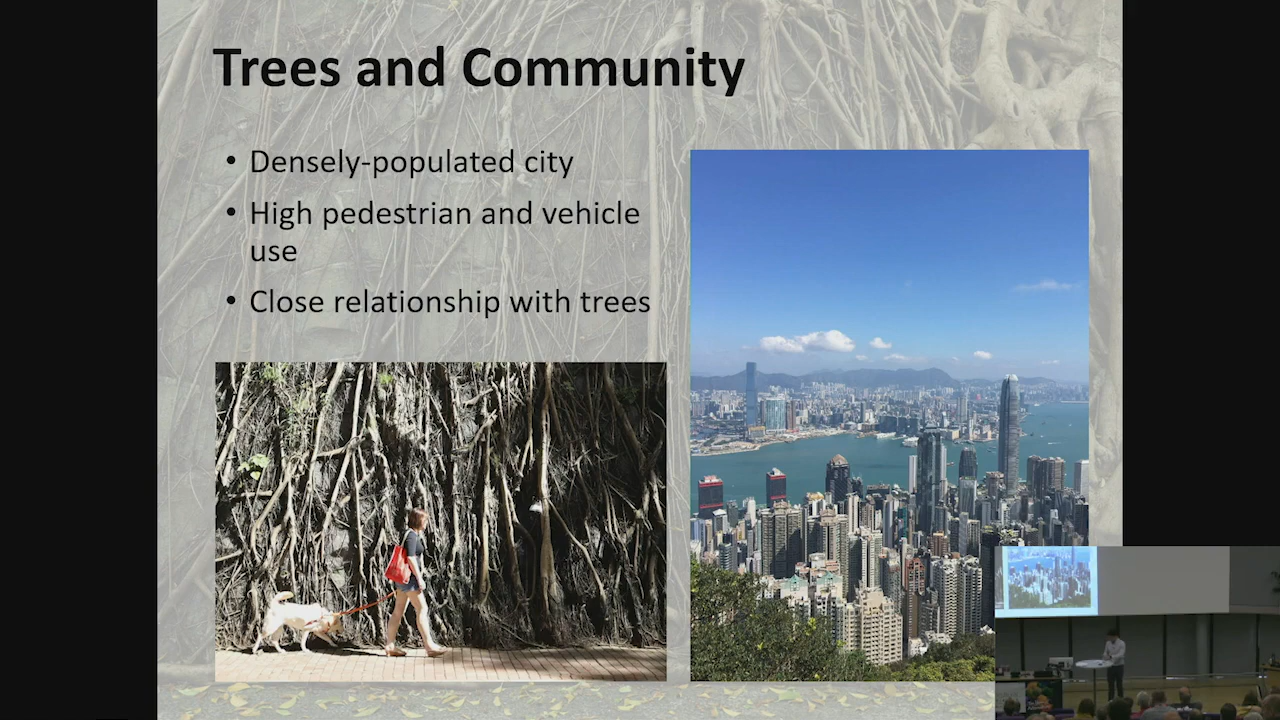 Trees and Community
• Densely-populated city
• High pedestrian and vehicle
use
• Close relationship with trees